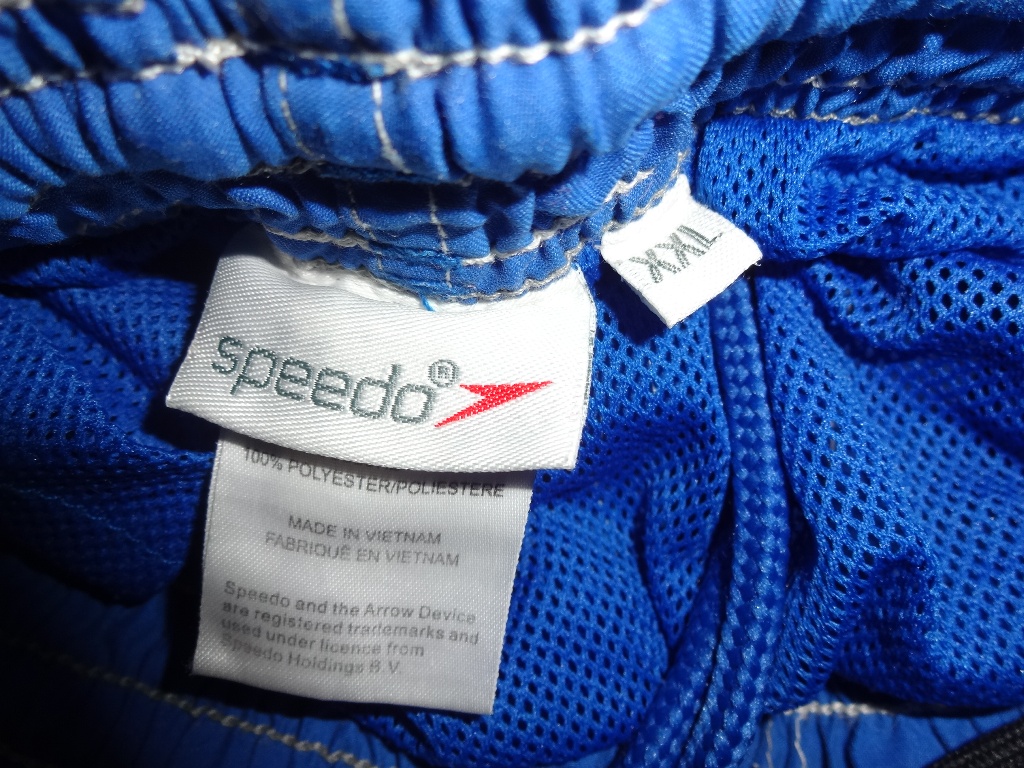 XXL
speedo®
100% POLYESTER/POLIESTERE
MADE IN VIETNAM
FABRIQUÉ EN VIETNAM
Speedo and the Arrow Device
are registered trademarks and
used under licence from
Speedo Holdings B.V.